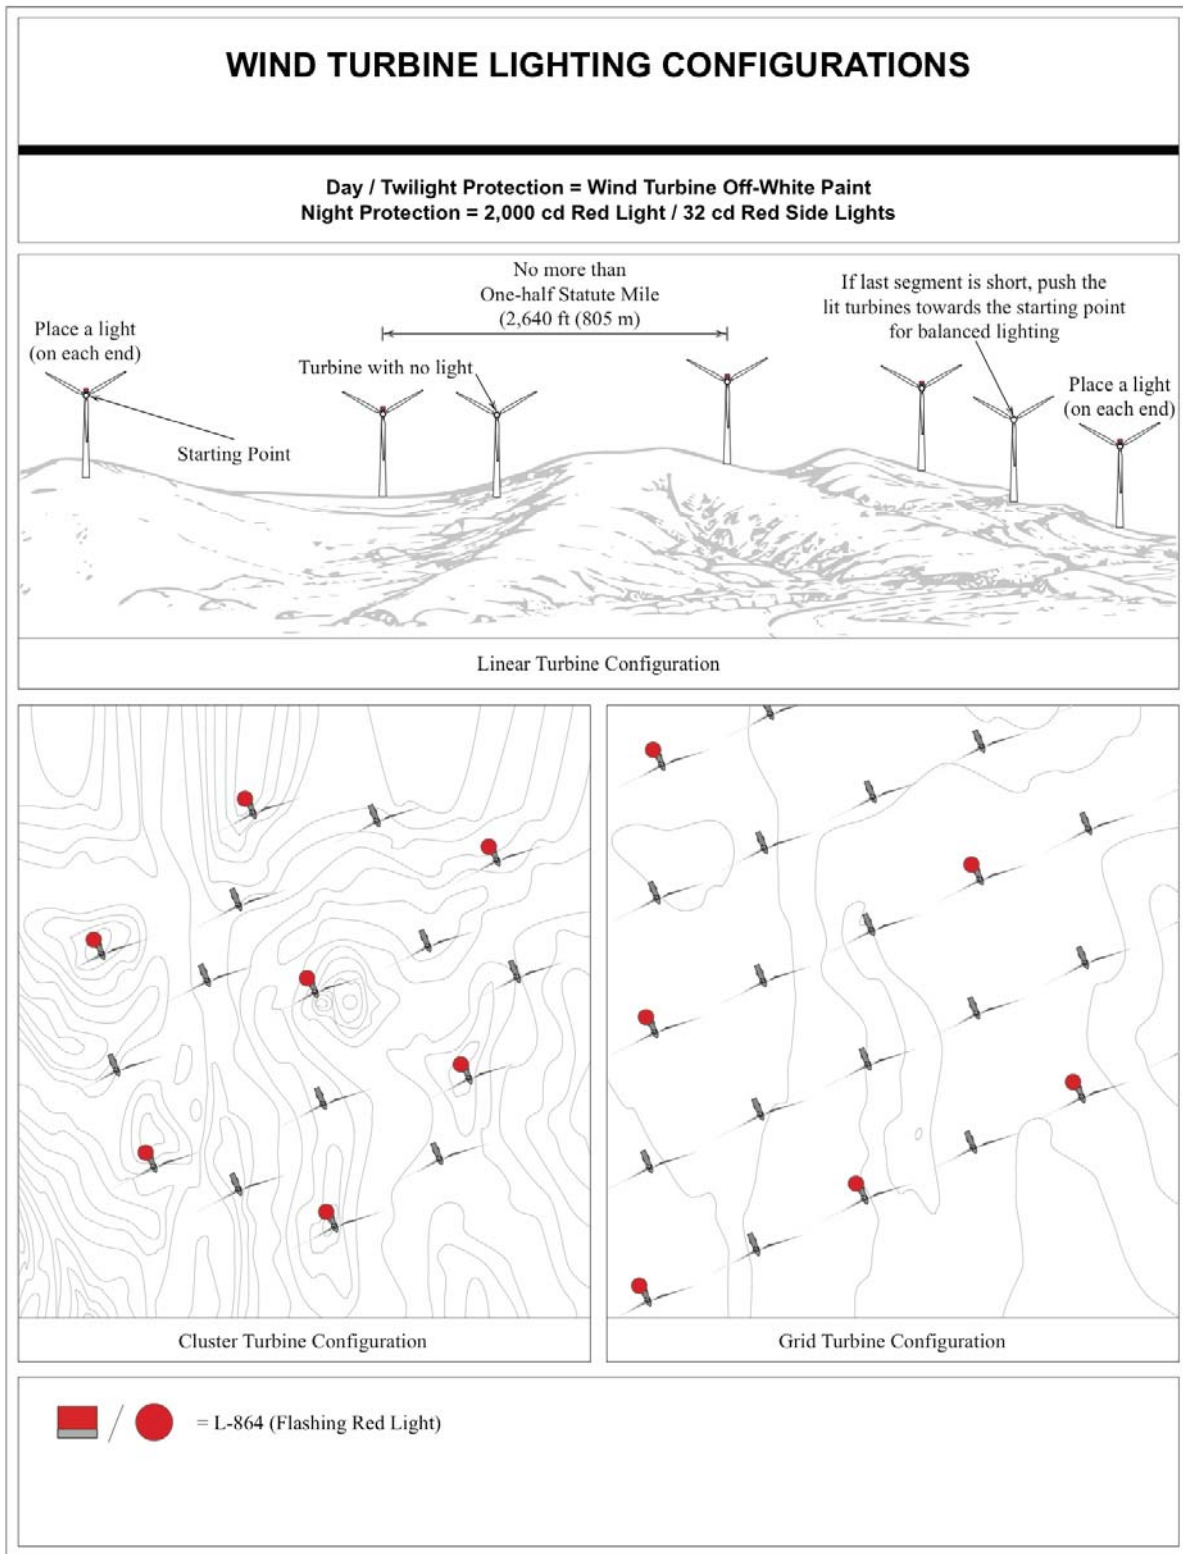 WIND TURBINE LIGHTING CONFIGURATIONS
Day / Twilight Protection = Wind Turbine Off-White Paint
Night Protection = 2,000 cd Red Light / 32 cd Red Side Lights
No more than
One-half Statute Mile
(2,640 ft (805 m)
If last segment is short, push the
lit turbines towards the starting point
for balanced lighting
Place a light
(on each end)
Turbine with no light
Place a light
(on each end)
Starting Point
Linear Turbine Configuration
Cluster Turbine Configuration
Grid Turbine Configuration
/ = L-864 (Flashing Red Light)